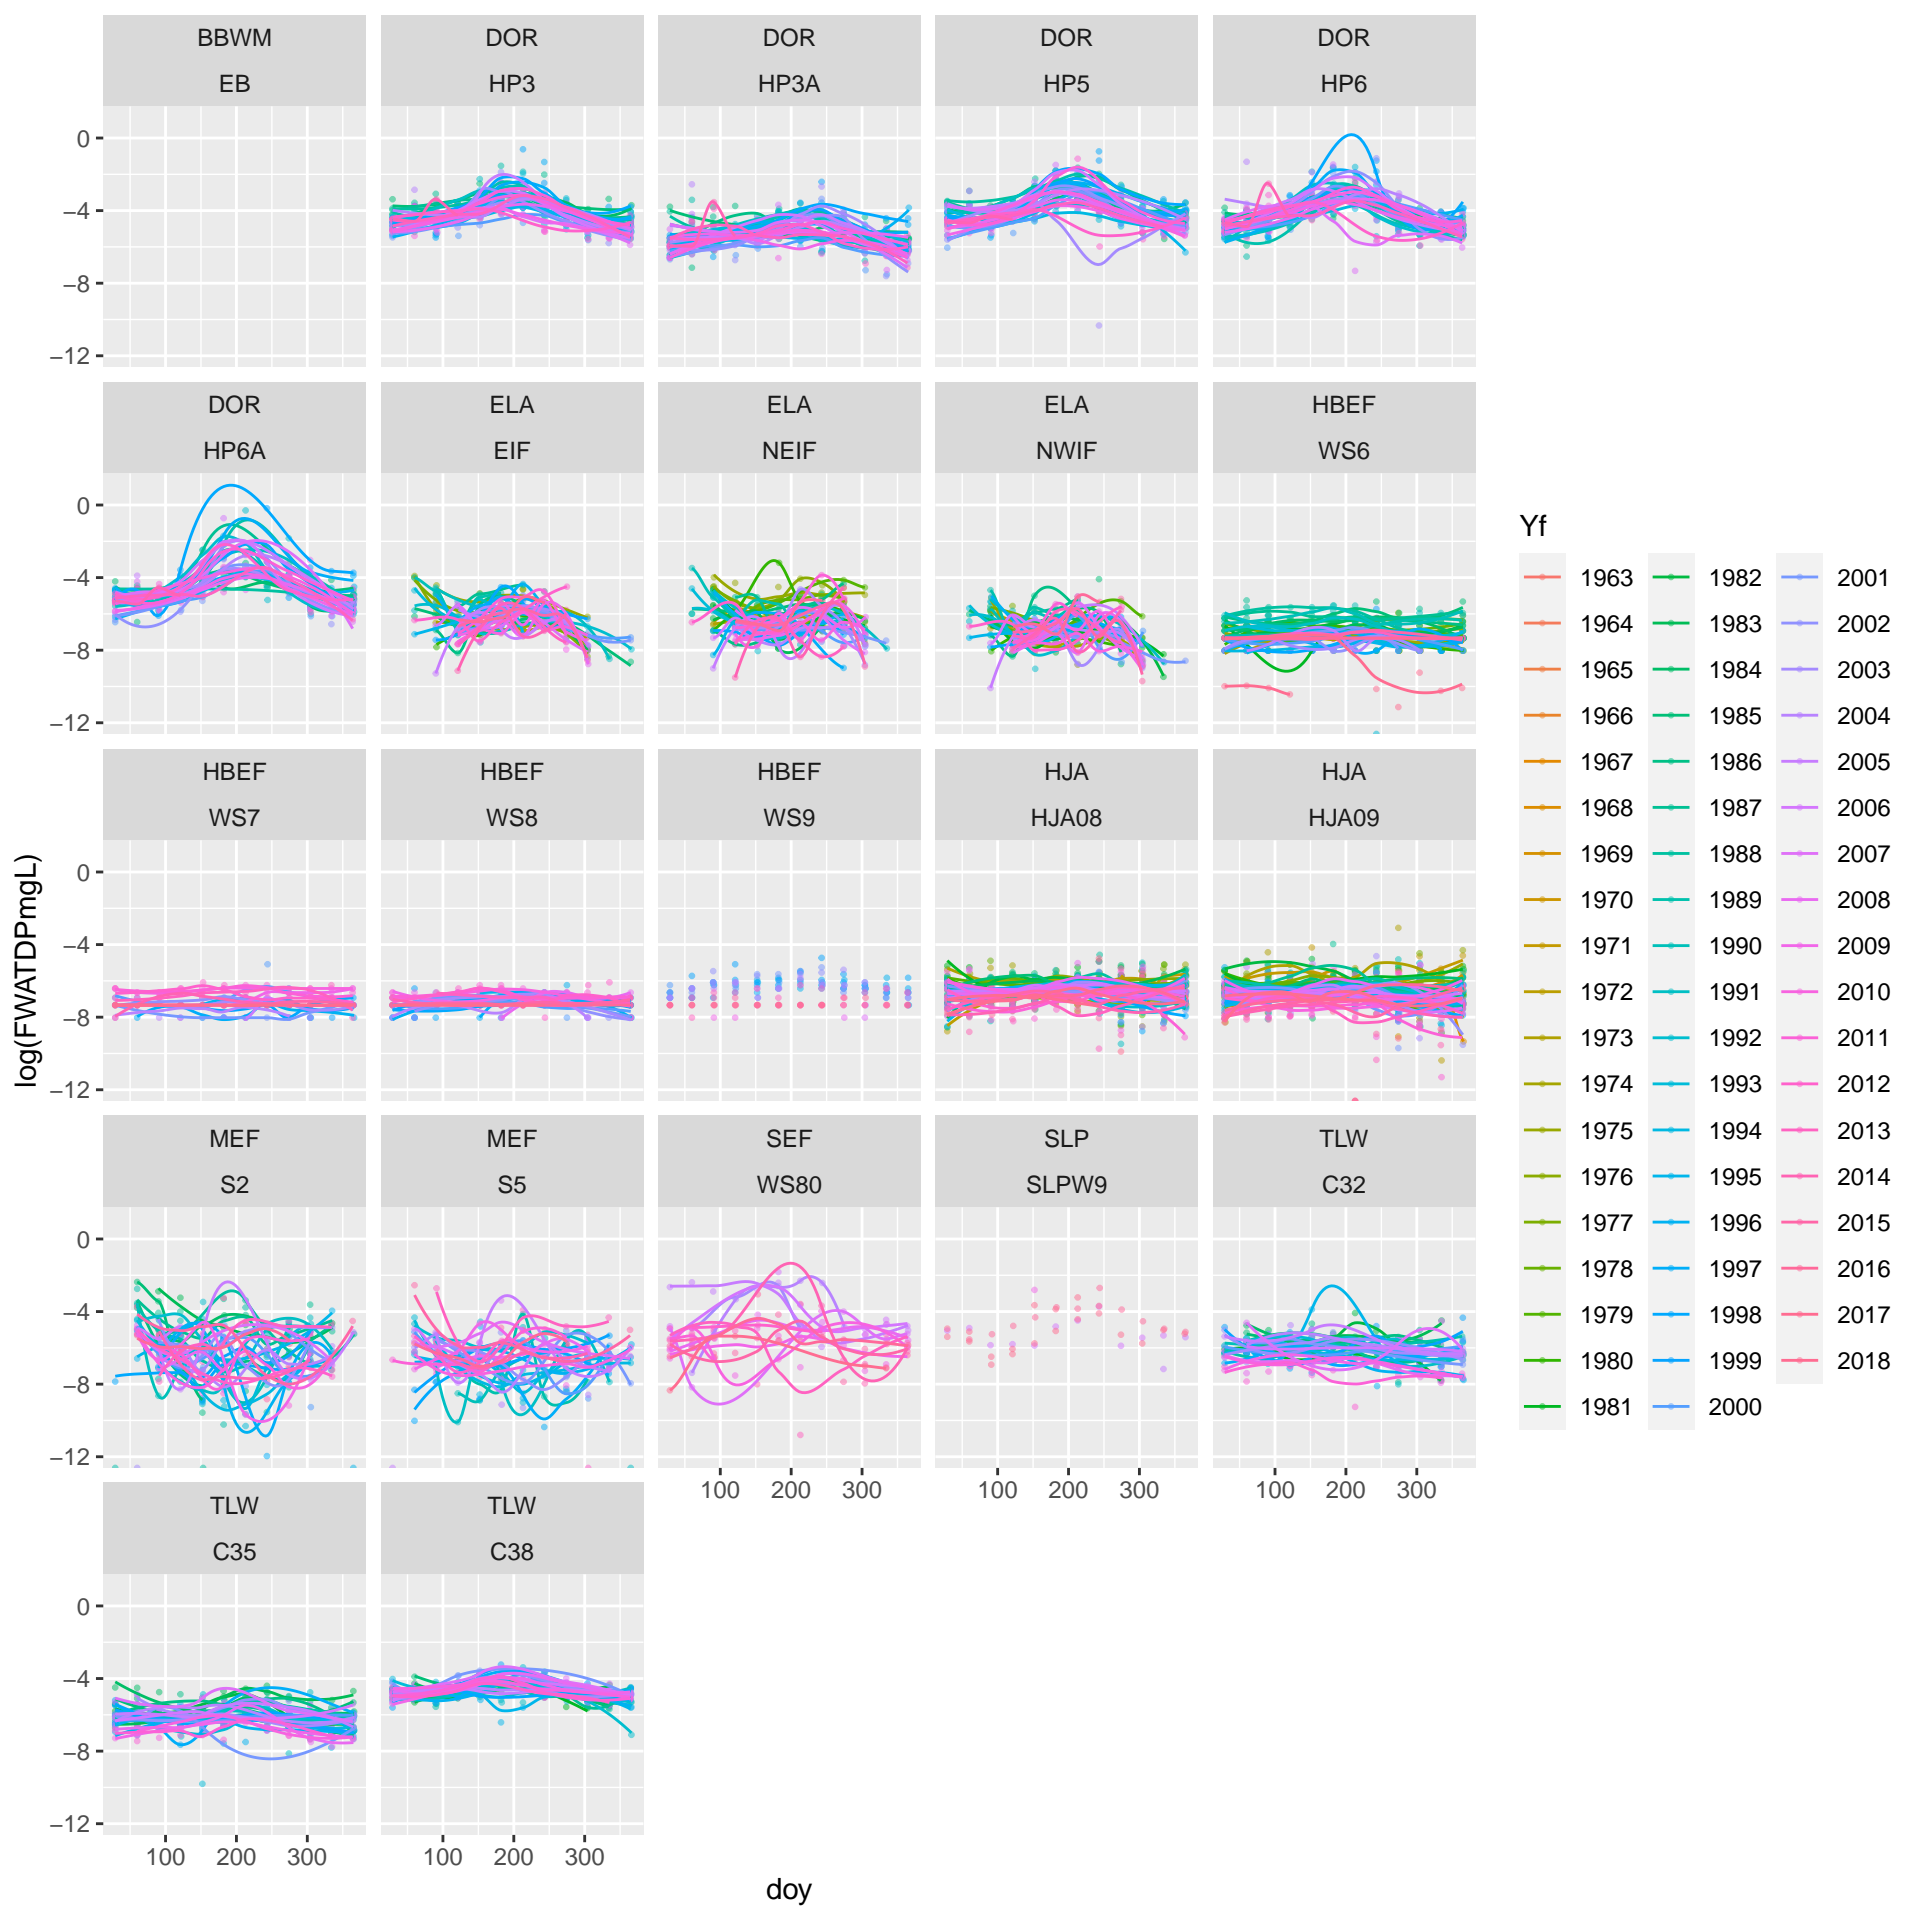 BBWM DOR DOR DOR DOR
EB HP3 HP3A HP5 HP6
0
−4
−8
−12
DOR ELA ELA ELA HBEF
HP6A EIF NEIF NWIF WS6
0
−4
−8
−12
HBEF HBEF HBEF HJA HJA
WS7 WS8 WS9 HJA08 HJA09
0
−4
−8
−12
MEF MEF SEF SLP TLW
S2 S5 WS80 SLPW9 C32
0
−4
−8
−12
100 200 300 100 200 300 100 200 300
TLW TLW
C35 C38
0
−4
−8
−12
100 200 300 100 200 300
doy
log(FWATDPmgL)
Yf
1963 1982 2001
1964 1983 2002
1965 1984 2003
1966 1985 2004
1967 1986 2005
1968 1987 2006
1969 1988 2007
1970 1989 2008
1971 1990 2009
1972 1991 2010
1973 1992 2011
1974 1993 2012
1975 1994 2013
1976 1995 2014
1977 1996 2015
1978 1997 2016
1979 1998 2017
1980 1999 2018
1981 2000